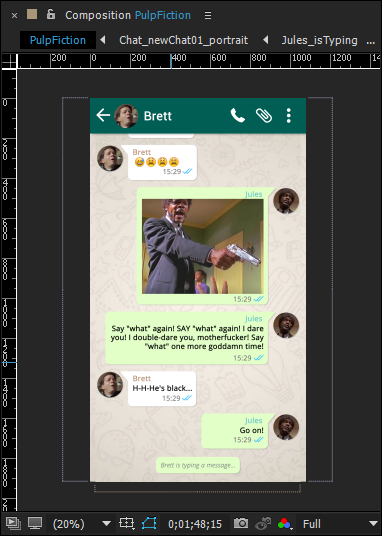 Composition PulpFiction
PulpFiction
Chat_newChat01_portrait
Jules_isTyping ...
200
0
200
400
600
800
1000
1200
140
Brett
Brett
15:29
Jules
15:29
Jules
Say "what" again! SAY "what" again! I dare
you! I double-dare you, motherfucker! Say
"what" one more goddamn time!
15:29
Brett
H-H-He's black...
15:29
Jules
Go on!
15:29
Brett is typing a message...
(20%)
0;01;48;15
Full